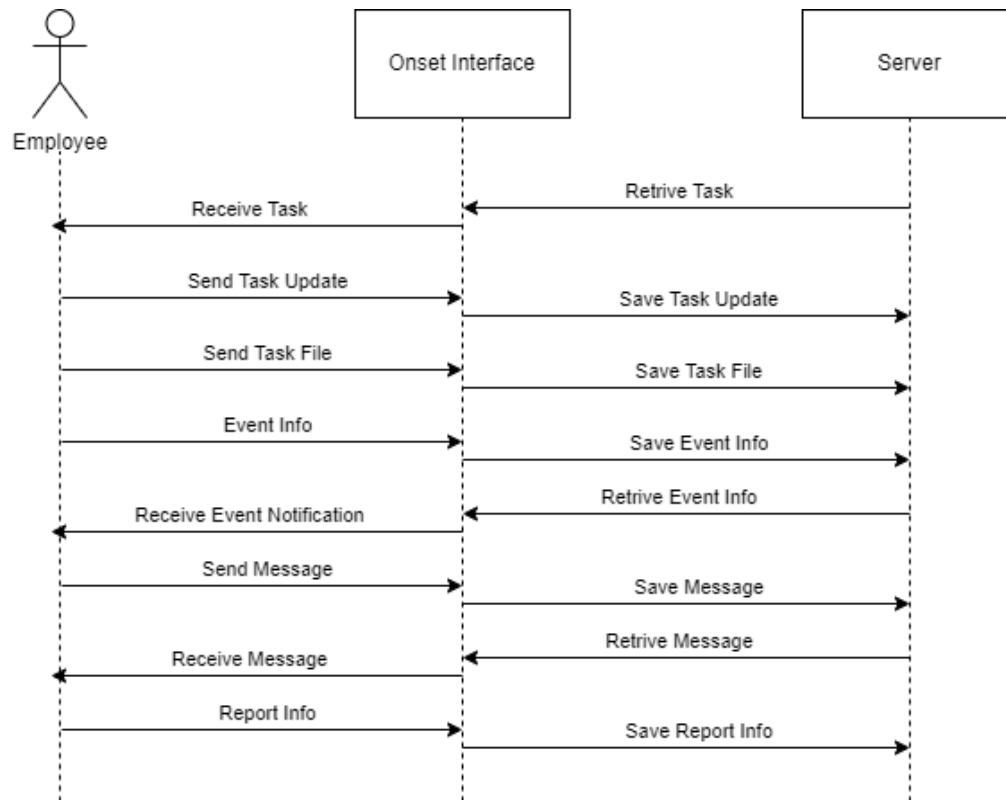 Onset Interface
Server
Employee
Retrive Task
Receive Task
Send Task Update
Save Task Update
Send Task File
Save Task File
Event Info
Save Event Info
Retrive Event Info
Receive Event Notification
Send Message
Save Message
Retrive Message
Receive Message
Report Info
Save Report Info